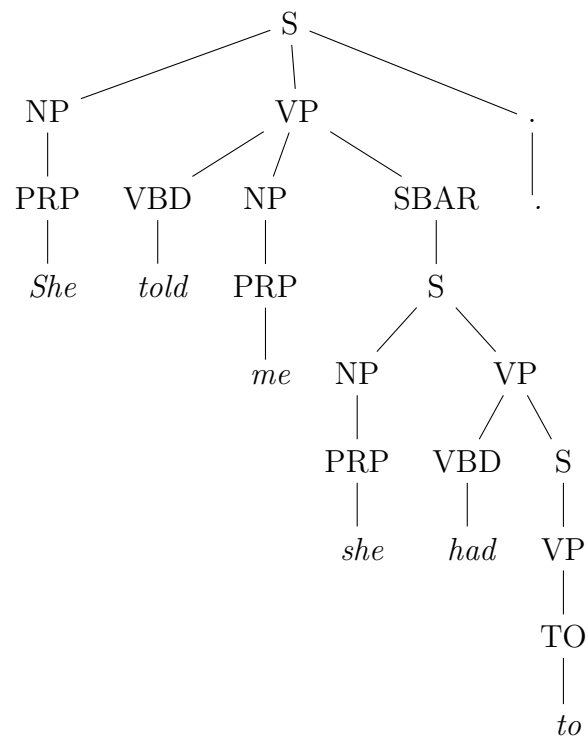 S
NP VP .
PRP VBD NP SBAR .
She told PRP S
me NP VP
PRP VBD S
she had VP
TO
to